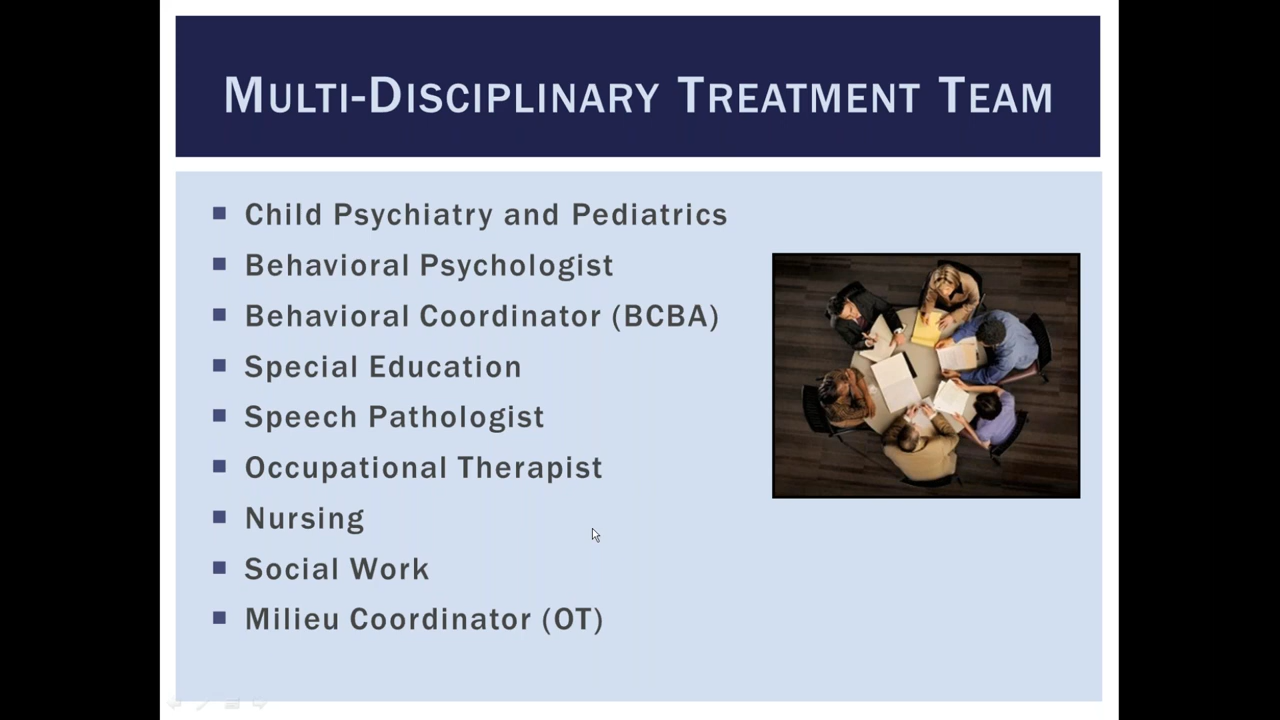 Multi-Disciplinary Treatment Team
Child Psychiatry and Pediatrics
Behavioral Psychologist
Behavioral Coordinator (BCBA)
Special Education
Speech Pathologist
Occupational Therapist
Nursing
Social Work
Milieu Coordinator (OT)